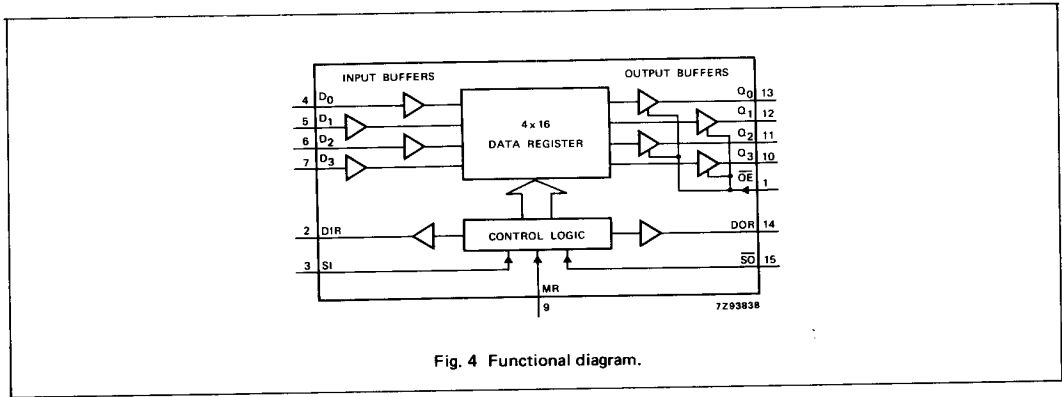 INPUT BUFFERS
OUTPUT BUFFERS
4 D0
5 D1
6 D2
7 D3
4 x 16
DATA REGISTER
Q0 13
Q1 12
Q2 11
Q3 10
OE 1
2 DIR
CONTROL LOGIC
DOR 14
3 SI
SO 15
MR
9
7Z93838
Fig. 4 Functional diagram.